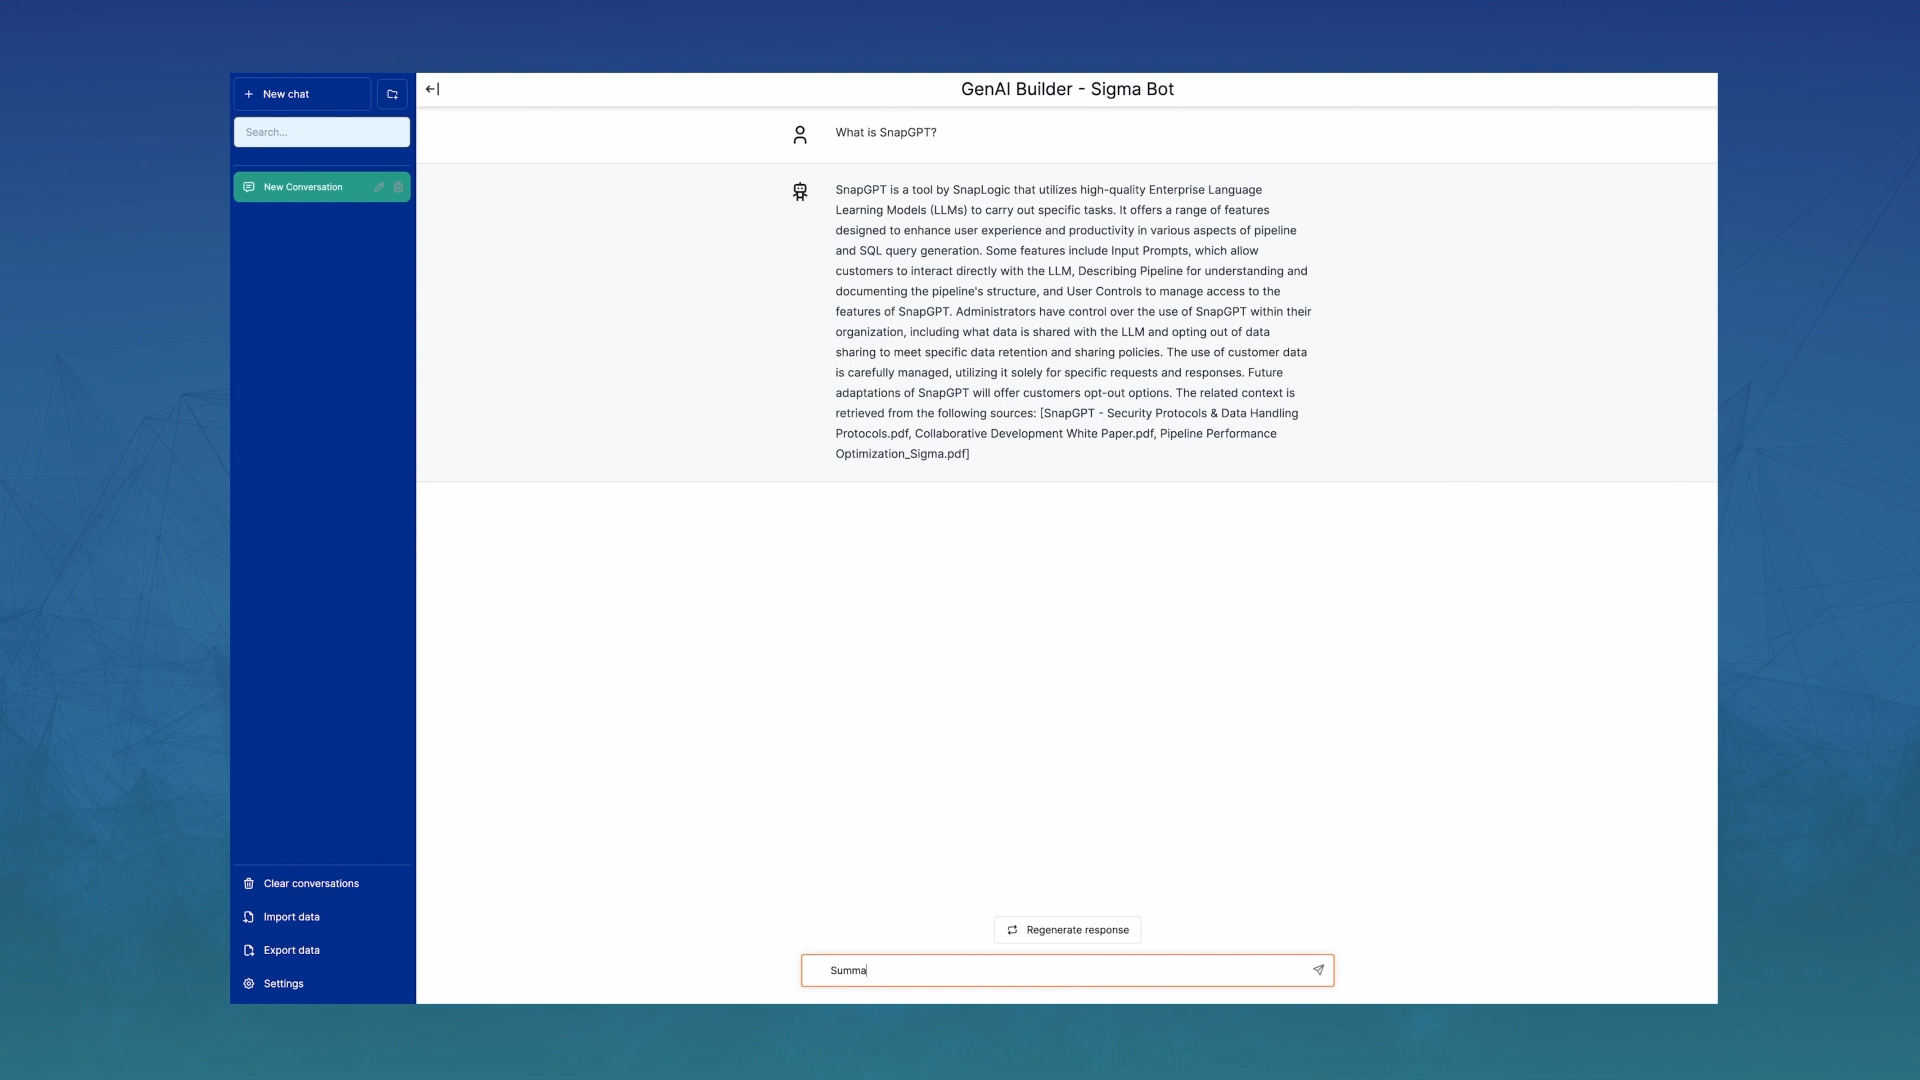 New chat
Search...
New Conversation
Clear conversations
Import data
Export data
Settings
GenAI Builder - Sigma Bot
What is SnapGPT?
SnapGPT is a tool by SnapLogic that utilizes high-quality Enterprise Language
Learning Models (LLMs) to carry out specific tasks. It offers a range of features
designed to enhance user experience and productivity in various aspects of pipeline
and SQL query generation. Some features include Input Prompts, which allow
customers to interact directly with the LLM, Describing Pipeline for understanding and
documenting the pipeline's structure, and User Controls to manage access to the
features of SnapGPT. Administrators have control over the use of SnapGPT within their
organization, including what data is shared with the LLM and opting out of data
sharing to meet specific data retention and sharing policies. The use of customer data
is carefully managed, utilizing it solely for specific requests and responses. Future
adaptations of SnapGPT will offer customers opt-out options. The related context is
retrieved from the following sources: [SnapGPT - Security Protocols & Data Handling
Protocols.pdf, Collaborative Development White Paper.pdf, Pipeline Performance
Optimization_Sigma.pdf]
Regenerate response
Summa